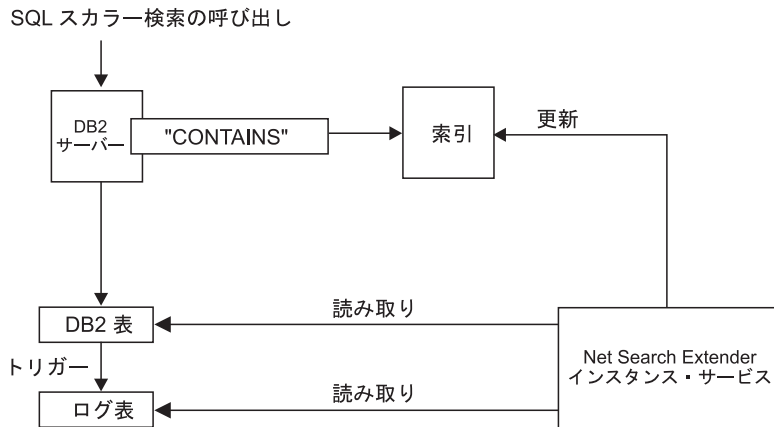 SQL スカラー検索の呼び出し
DB2
サーバー
"CONTAINS"
索引
更新
DB2 表
読み取り
トリガー
ログ表
読み取り
Net Search Extender
インスタンス・サービス